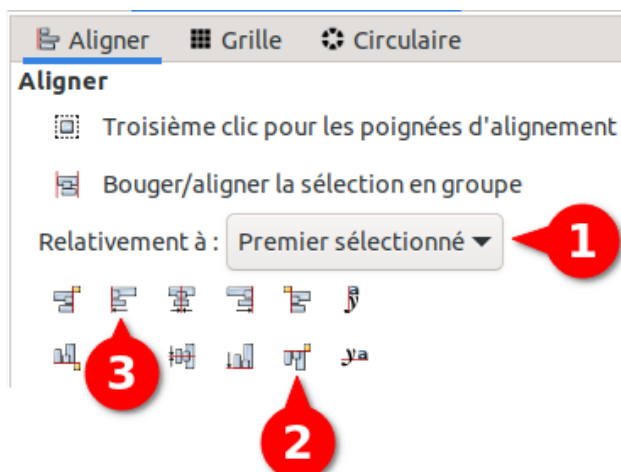 Aligner Grille Circulaire
Aligner
Troisième clic pour les poignées d'alignement
Bouger/aligner la sélection en groupe
Relativement à : Premier sélectionné
1
3
2